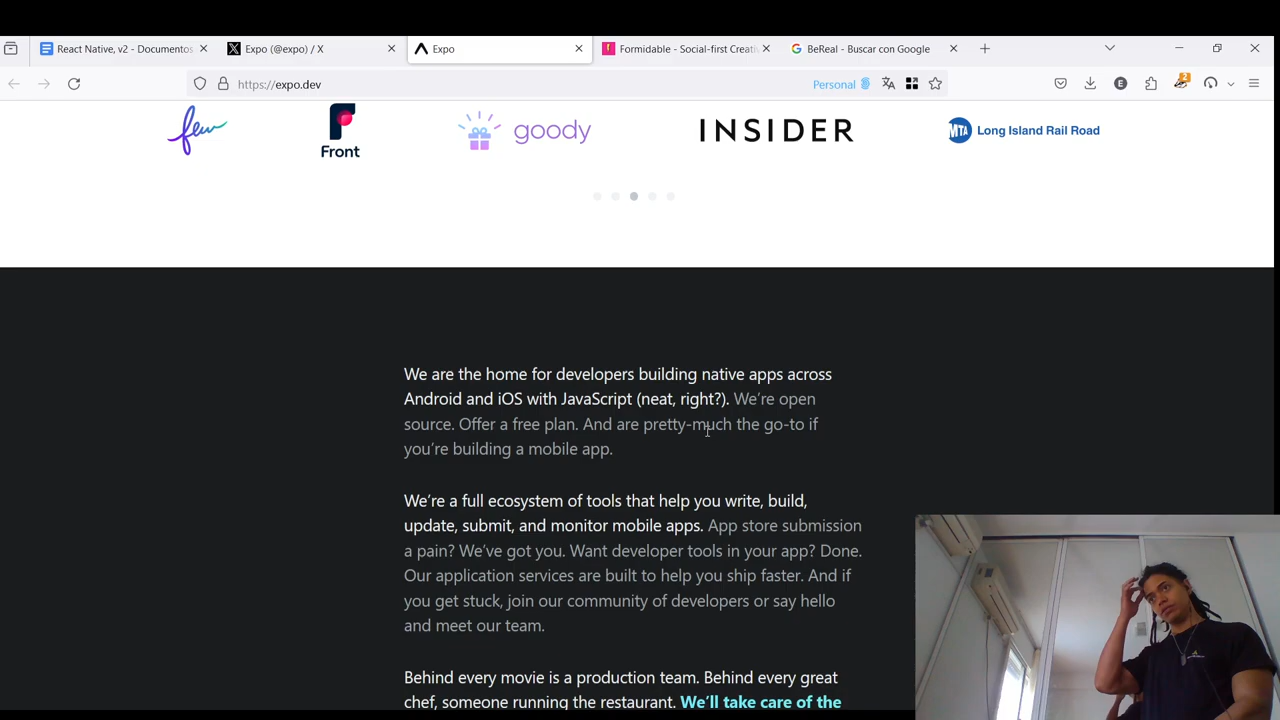 React Native, v2 - Documentos
Expo (@expo) / X
Expo
Formidable - Social-first Creati
BeReal - Buscar con Google
https://expo.dev
Personal
E
2
few
Front
goody
INSIDER
MTA Long Island Rail Road
We are the home for developers building native apps across
Android and iOS with JavaScript (neat, right?). We're open
source. Offer a free plan. And are pretty-much the go-to if
you're building a mobile app.
We're a full ecosystem of tools that help you write, build,
update, submit, and monitor mobile apps. App store submission
a pain? We've got you. Want developer tools in your app? Done.
Our application services are built to help you ship faster. And if
you get stuck, join our community of developers or say hello
and meet our team.
Behind every movie is a production team. Behind every great
chef, someone running the restaurant. We'll take care of the